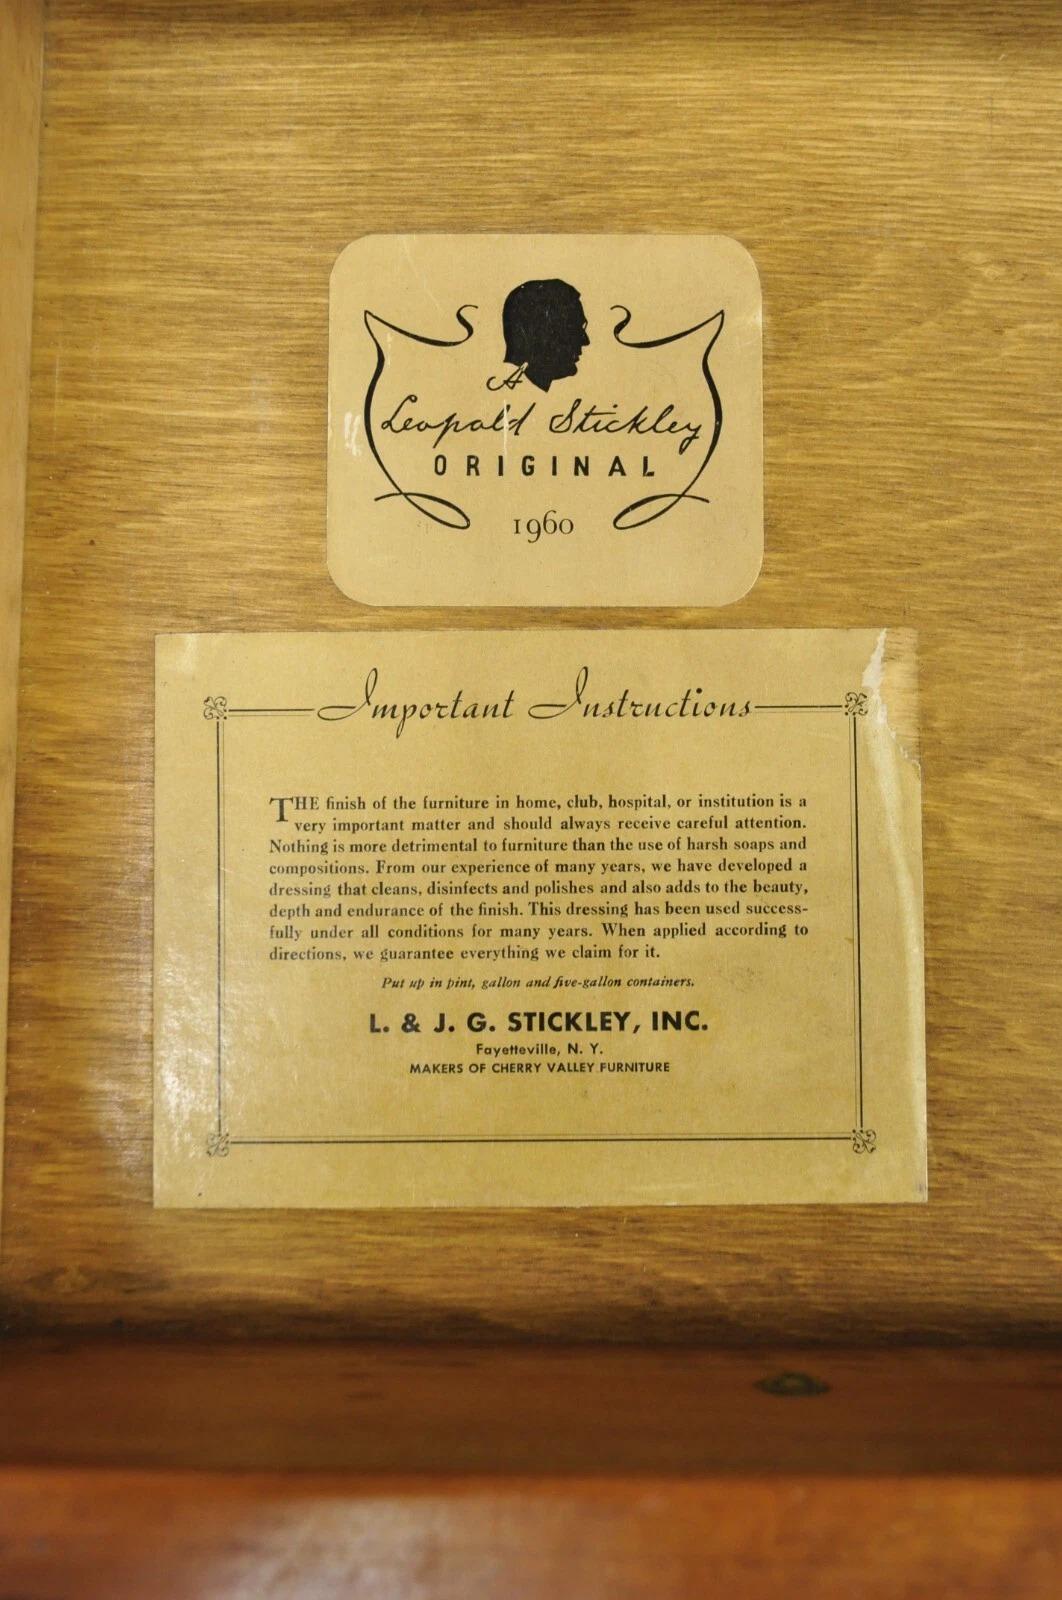 A
Leopold Stickley
ORIGINAL
1960
Important Instructions
THE finish of the furniture in home, club, hospital, or institution is a
very important matter and should always receive careful attention.
Nothing is more detrimental to furniture than the use of harsh soaps and
compositions. From our experience of many years, we have developed a
dressing that cleans, disinfects and polishes and also adds to the beauty,
depth and endurance of the finish. This dressing has been used success-
fully under all conditions for many years. When applied according to
directions, we guarantee everything we claim for it.
Put up in pint, gallon and five-gallon containers.
L. & J. G. STICKLEY, INC.
Fayetteville, N. Y.
MAKERS OF CHERRY VALLEY FURNITURE